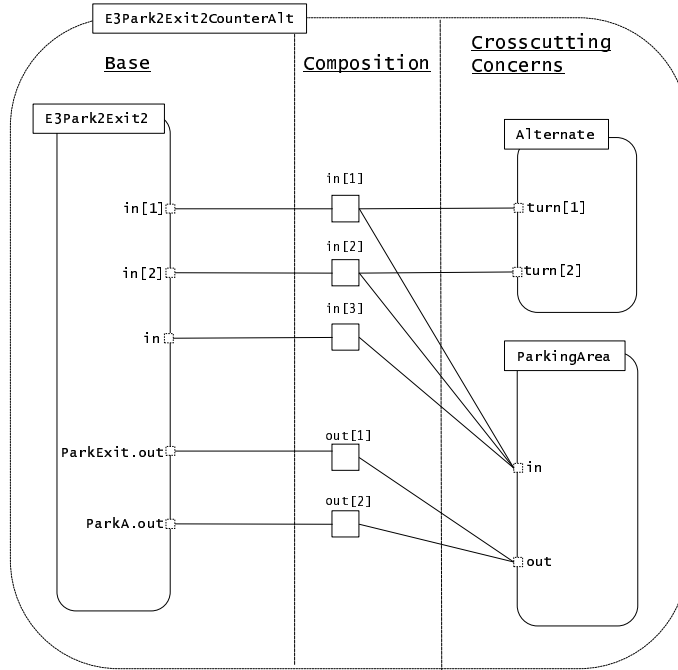 E3Park2Exit2CounterAlt
Base
Composition
Crosscutting
Concerns
E3Park2Exit2
in[1]
in[2]
in
ParkExit.out
ParkA.out
in[1]
in[2]
in[3]
out[1]
out[2]
Alternate
turn[1]
turn[2]
ParkingArea
in
out